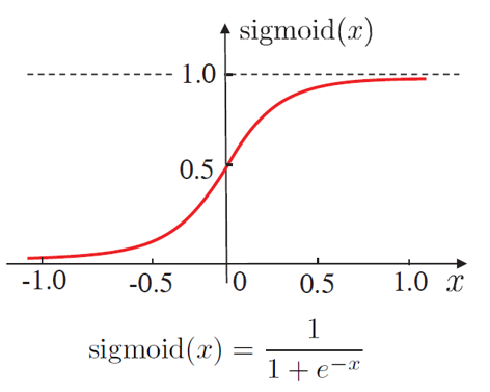 sigmoid(x)
1.0
0.5
-1.0 -0.5 0 0.5 1.0 x
sigmoid(x) = 1 / (1 + e^{-x})